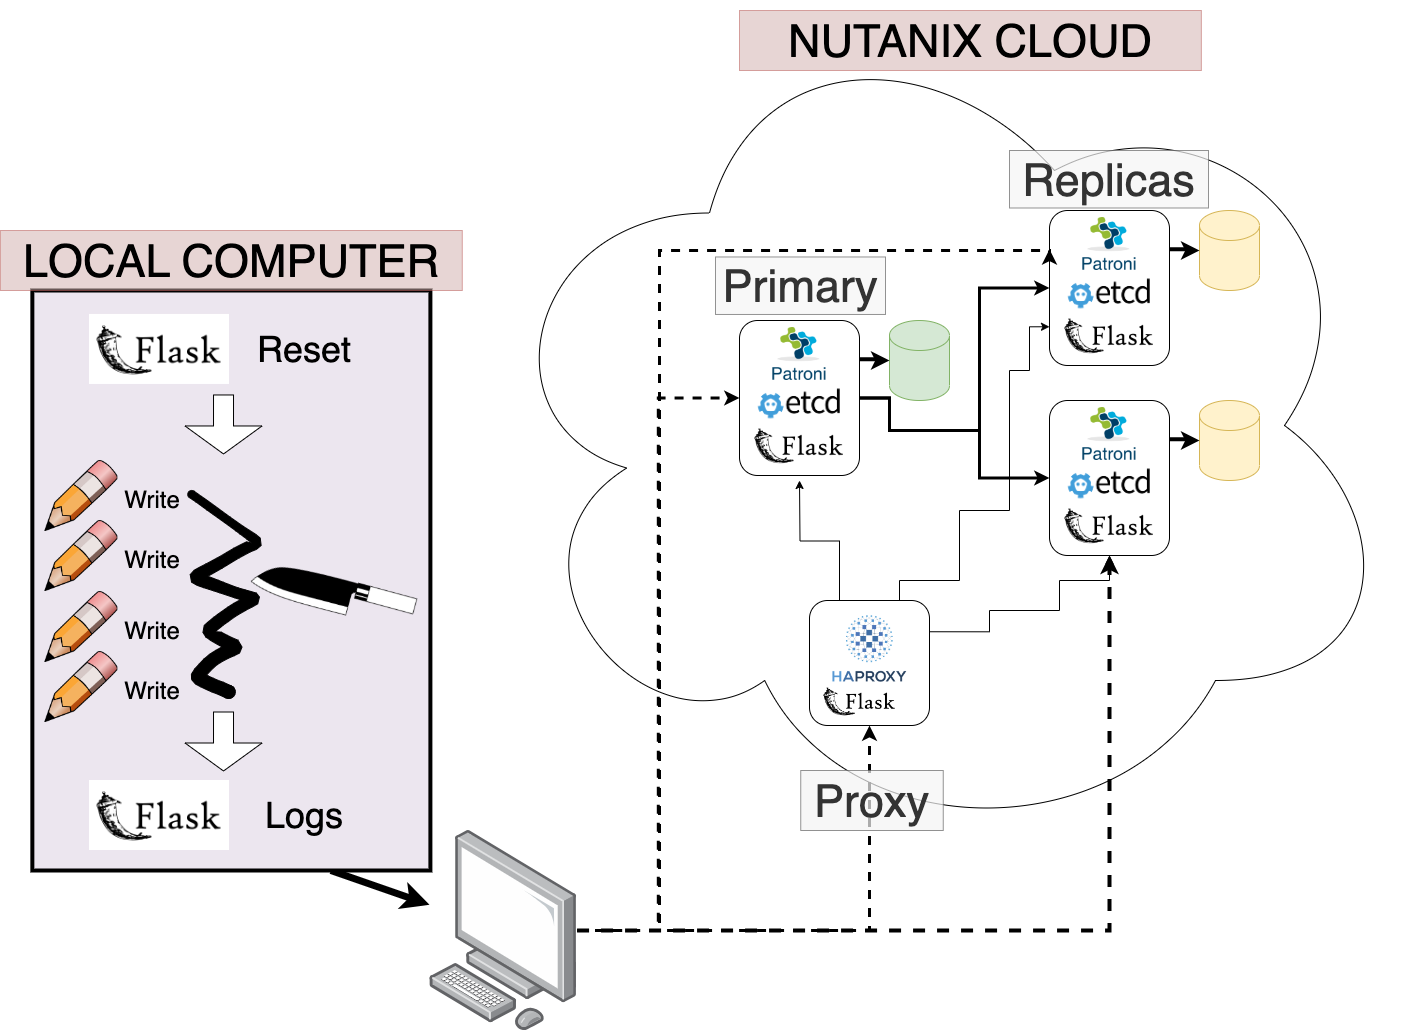 NUTANIX CLOUD
LOCAL COMPUTER
Flask Reset
Write
Write
Write
Write
Flask Logs
Primary
Patroni
etcd
Flask
Replicas
Patroni
etcd
Flask
Patroni
etcd
Flask
HAPROXY
Flask
Proxy